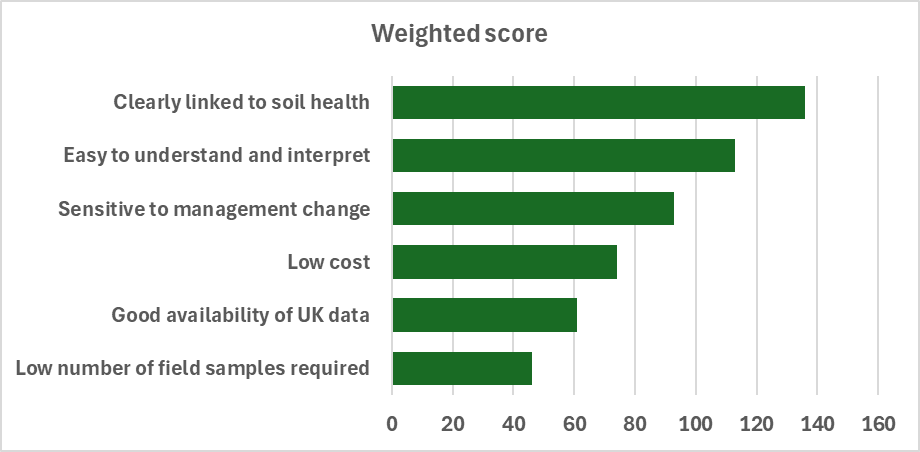 Weighted score
Clearly linked to soil health
Easy to understand and interpret
Sensitive to management change
Low cost
Good availability of UK data
Low number of field samples required
0 20 40 60 80 100 120 140 160